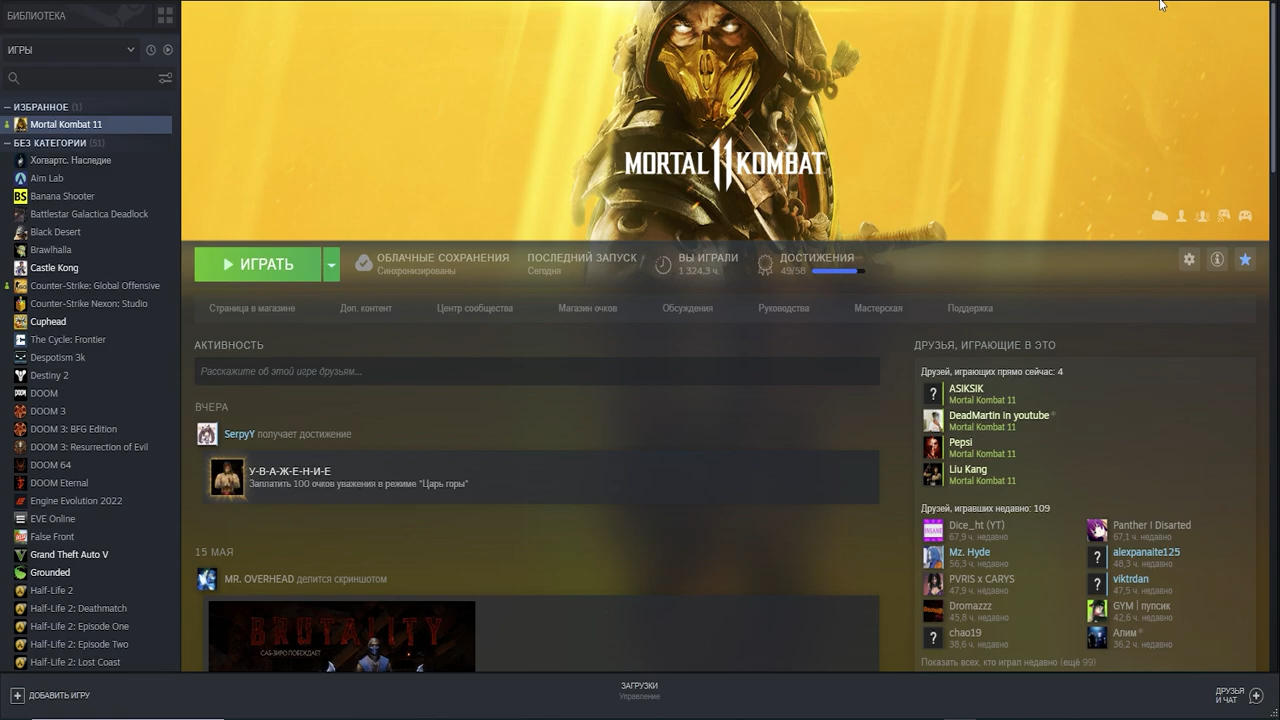 БИБЛИОТЕКА
ИГРЫ
ИЗБРАННОЕ (1)
Mortal Kombat 11
БЕЗ КАТЕГОРИИ (51)
Ховартс. Наследие
Aim Lab
BS Banana Shooter
Battlestar Galactica Deadlock
Black Desert
Brawlhalla
Castle Kong
Counter-Strike: Global Offensive
Counter-Strike Nexon: Studio
Cuphead
The Cycle: Frontier
Despotism 3k
Destiny 2
DOOM
DOOM 3
DOOM 3: BFG Edition
DOOM 3: Resurrection of Evil
DOOM 64
DOOM Eternal
Engine Evolution 2022
EVE Online
False Front
Grand Theft Auto V
Grounded
Half-Life 2
Half-Life 2: Deathmatch
Half-Life 2: Episode One
Half-Life 2: Episode Two
Half-Life 2: Lost Coast
ДОБАВИТЬ ИГРУ
MORTAL 11 KOMBAT
ИГРАТЬ
ОБЛАЧНЫЕ СОХРАНЕНИЯ
Синхронизированы
ПОСЛЕДНИЙ ЗАПУСК
Сегодня
ВЫ ИГРАЛИ
1 324,3 ч.
ДОСТИЖЕНИЯ
49/58
Страница в магазине
Доп. контент
Центр сообщества
Магазин очков
Обсуждения
Руководства
Мастерская
Поддержка
АКТИВНОСТЬ
Расскажите об этой игре друзьям...
ВЧЕРА
SerpyY получает достижение
У-В-А-Ж-Е-Н-И-Е
Заплатить 100 очков уважения в режиме "Царь горы"
15 МАЯ
MR. OVERHEAD делится скриншотом
BRUTALITY
САБ-ЗИРО ПОБЕЖДАЕТ
ДРУЗЬЯ, ИГРАЮЩИЕ В ЭТО
Друзей, играющих прямо сейчас: 4
ASIKSIK
Mortal Kombat 11
DeadMartin in youtube *
Mortal Kombat 11
Pepsi
Mortal Kombat 11
Liu Kang
Mortal Kombat 11
Друзей, игравших недавно: 109
Dice_ht (YT)
67,9 ч. недавно
Panther I Disarted
67,1 ч. недавно
Mz. Hyde
56,3 ч. недавно
alexpanaite125
48,3 ч. недавно
PVRIS x CARYS
47,9 ч. недавно
viktrdan
47,5 ч. недавно
Dromazzz
45,8 ч. недавно
GYM | пупсик
42,6 ч. недавно
chao19
38,6 ч. недавно
Алим *
36,2 ч. недавно
Показать всех, кто играл недавно (ещё 99)
ЗАГРУЗКИ
Управление
ДРУЗЬЯ
И ЧАТ